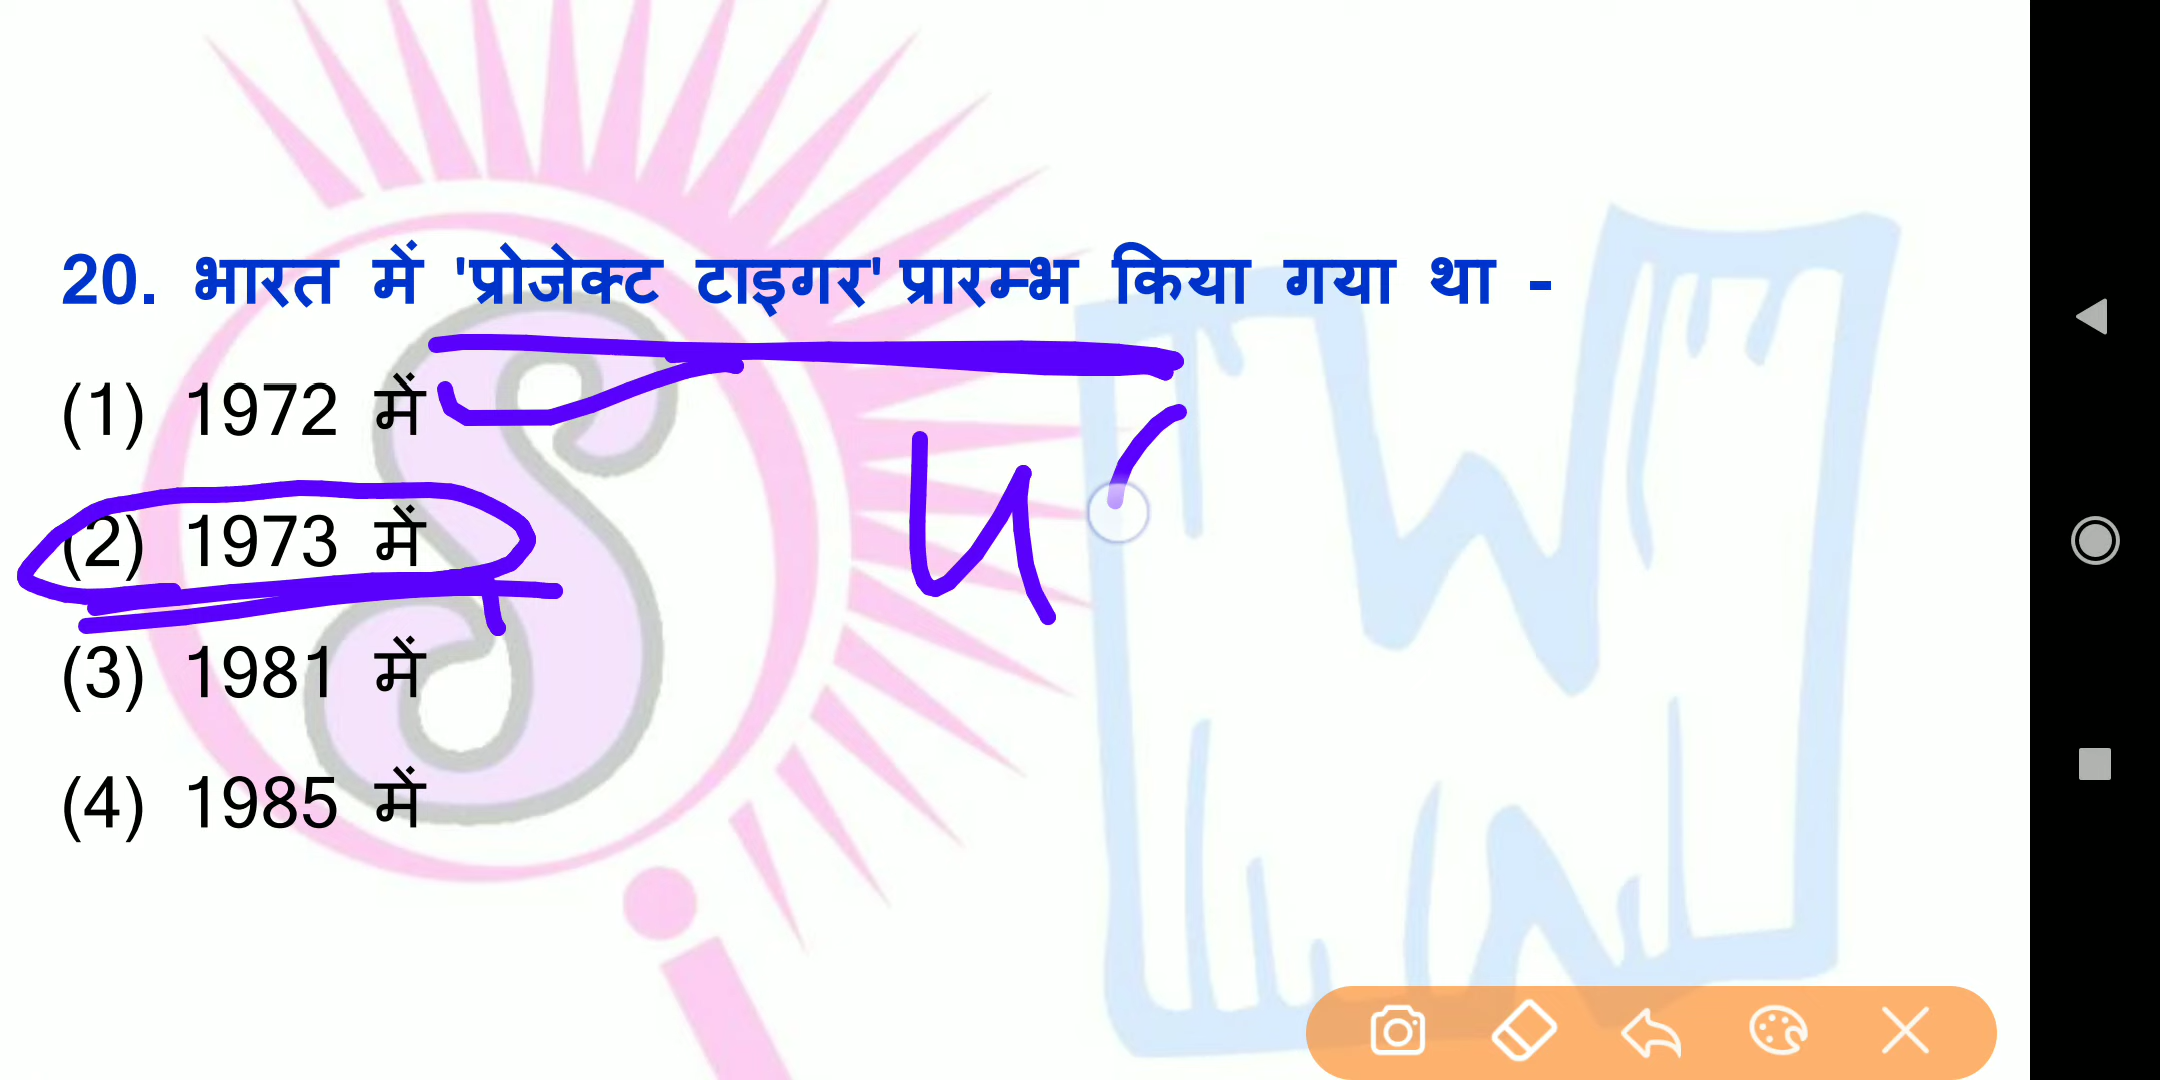 20. भारत में 'प्रोजेक्ट टाइगर' प्रारम्भ किया गया था -
(1) 1972 में
(2) 1973 में
(3) 1981 में
(4) 1985 में